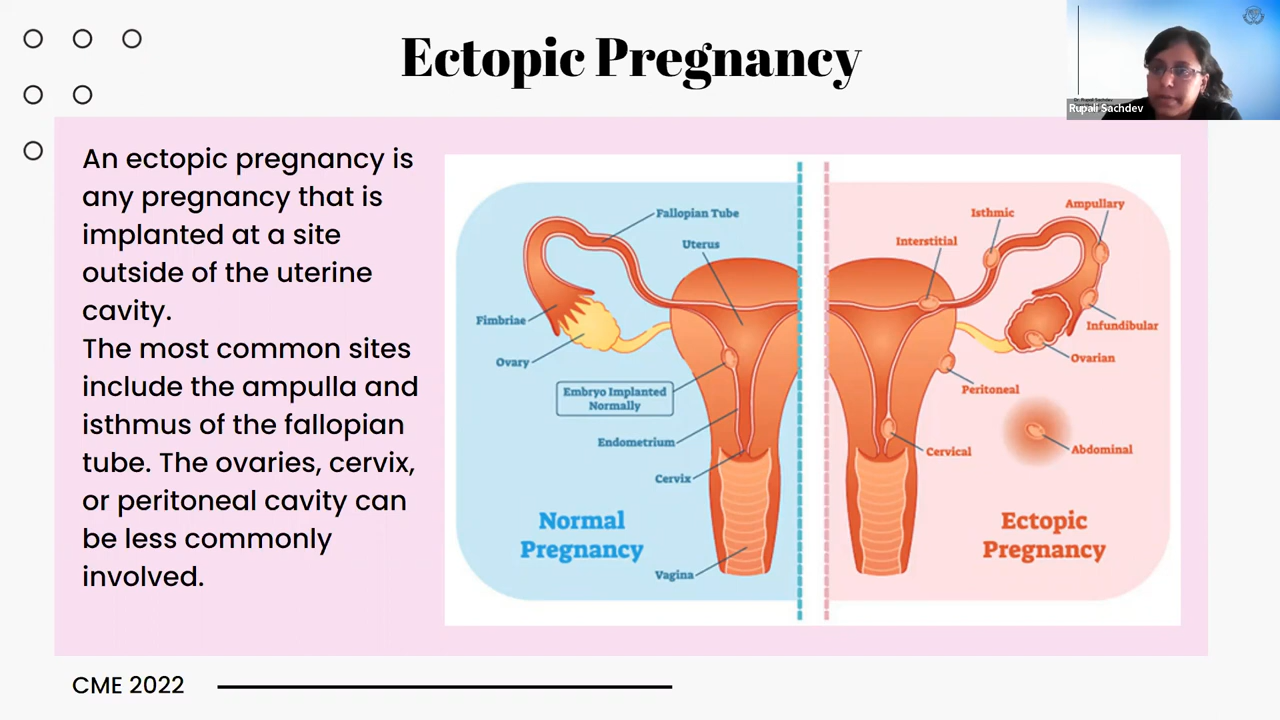 Ectopic Pregnancy
Rupali Sachdev
An ectopic pregnancy is
any pregnancy that is
implanted at a site
outside of the uterine
cavity.
The most common sites
include the ampulla and
isthmus of the fallopian
tube. The ovaries, cervix,
or peritoneal cavity can
be less commonly
involved.
Fallopian Tube
Uterus
Fimbriae
Ovary
Embryo Implanted
Normally
Endometrium
Cervix
Normal
Pregnancy
Vagina
Isthmic
Ampullary
Interstitial
Infundibular
Ovarian
Peritoneal
Cervical
Abdominal
Ectopic
Pregnancy
CME 2022